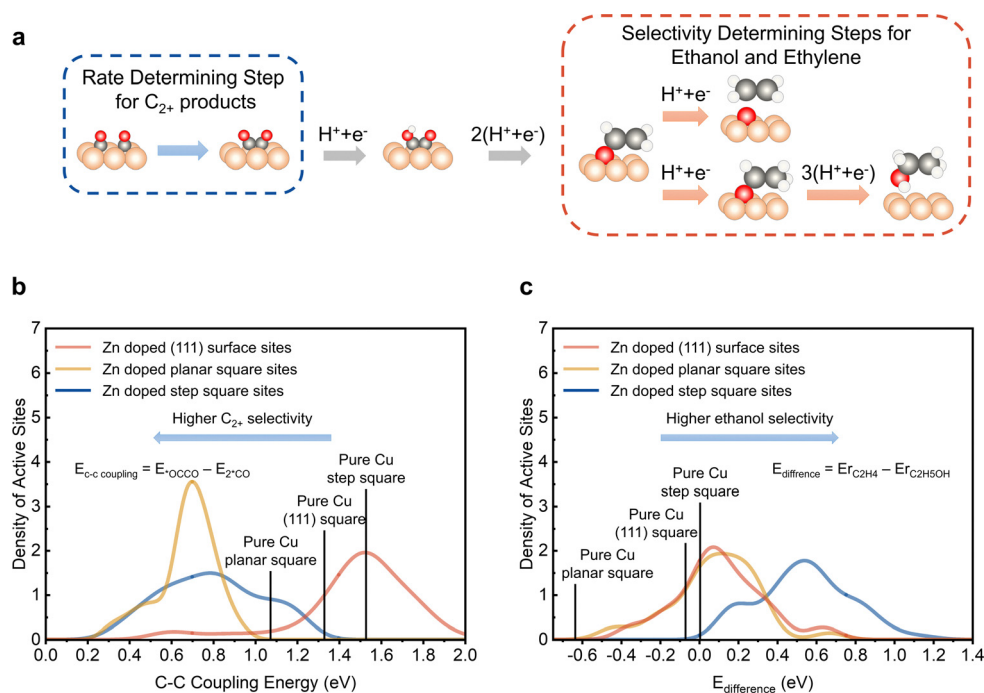 a
Rate Determining Step
for C₂₊ products
H⁺+e⁻
2(H⁺+e⁻)
Selectivity Determining Steps for
Ethanol and Ethylene
H⁺+e⁻
H⁺+e⁻
3(H⁺+e⁻)
b
Density of Active Sites
7
6
5
4
3
2
1
0
Zn doped (111) surface sites
Zn doped planar square sites
Zn doped step square sites
Higher C₂₊ selectivity
E c-c coupling = E*OCCO – E2*CO
Pure Cu
step square
Pure Cu
(111) square
Pure Cu
planar square
0.0 0.2 0.4 0.6 0.8 1.0 1.2 1.4 1.6 1.8 2.0
C-C Coupling Energy (eV)
c
Density of Active Sites
7
6
5
4
3
2
1
0
Zn doped (111) surface sites
Zn doped planar square sites
Zn doped step square sites
Higher ethanol selectivity
E diffrence = Er C2H4 – Er C2H5OH
Pure Cu
step square
Pure Cu
(111) square
Pure Cu
planar square
-0.6 -0.4 -0.2 0.0 0.2 0.4 0.6 0.8 1.0 1.2 1.4
E difference (eV)